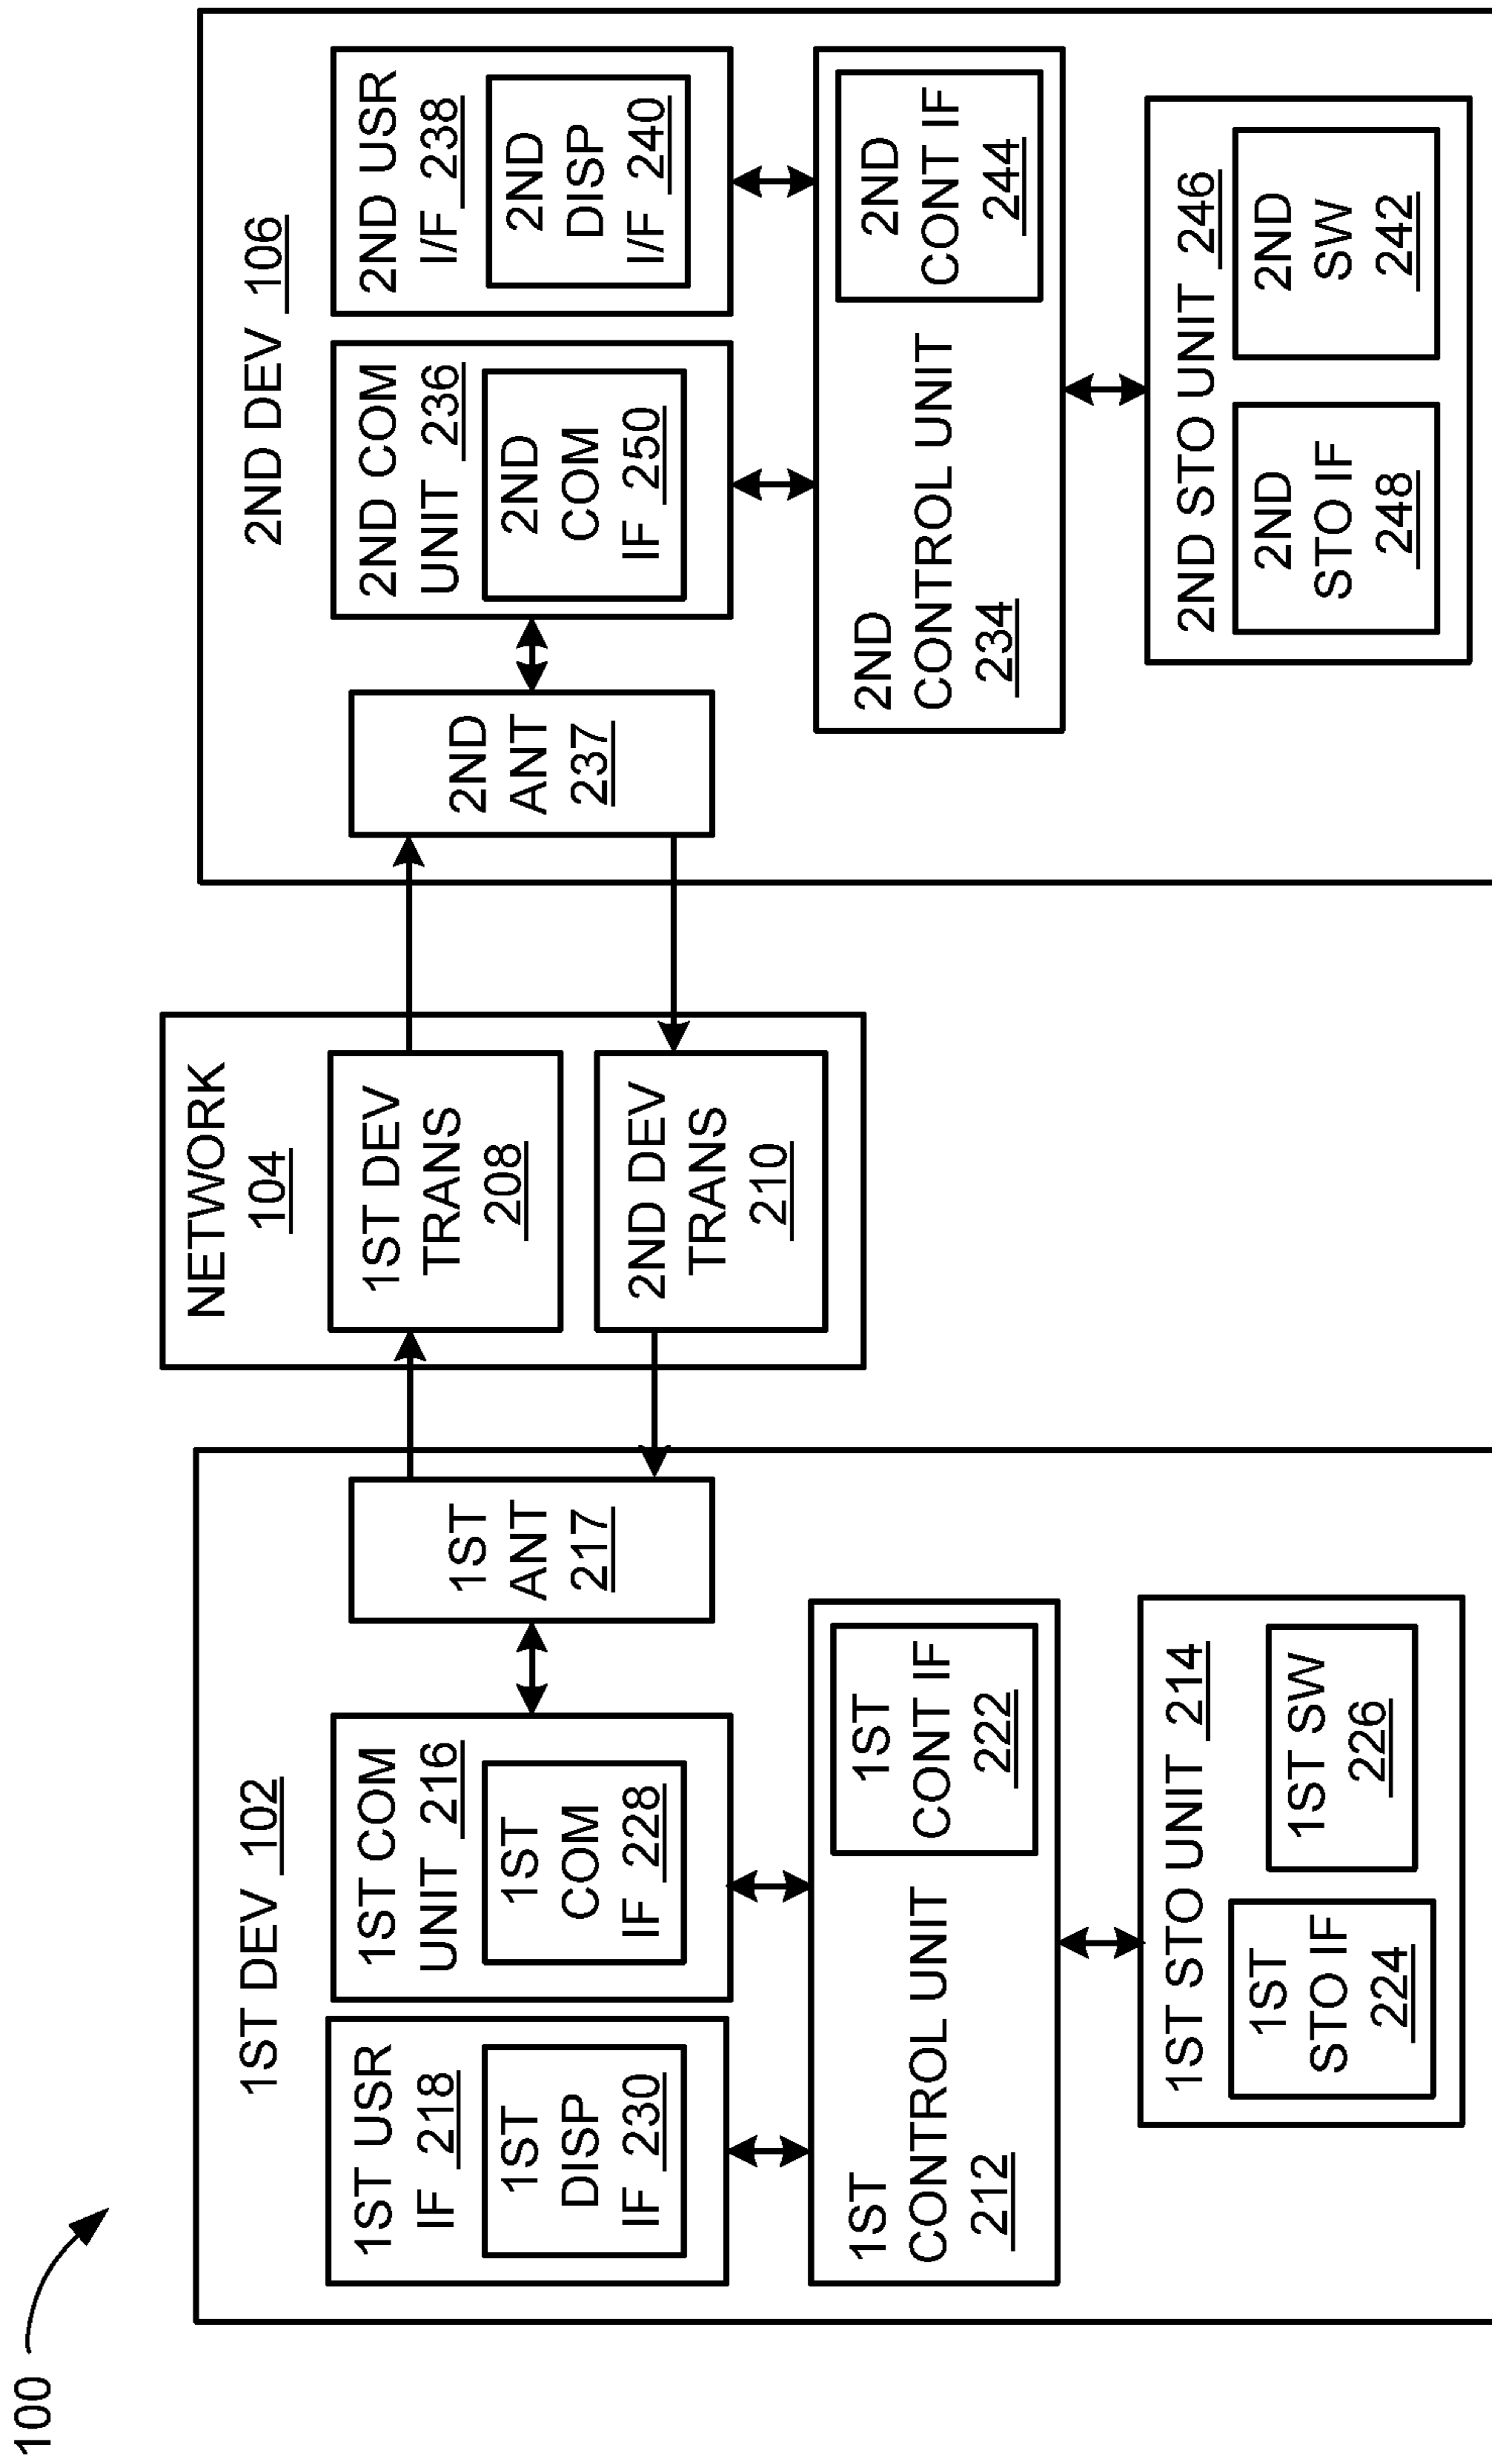 100
1ST DEV 102
1ST USR
IF 218
1ST
DISP
IF 230
1ST COM
UNIT 216
1ST
COM
IF 228
1ST
ANT
217
1ST
CONTROL UNIT
212
1ST
CONT IF
222
1ST STO UNIT 214
1ST
STO IF
224
1ST SW
226
NETWORK
104
1ST DEV
TRANS
208
2ND DEV
TRANS
210
2ND DEV 106
2ND
ANT
237
2ND COM
UNIT 236
2ND
COM
IF 250
2ND USR
I/F 238
2ND
DISP
I/F 240
2ND
CONTROL UNIT
234
2ND
CONT IF
244
2ND STO UNIT 246
2ND
STO IF
248
2ND
SW
242